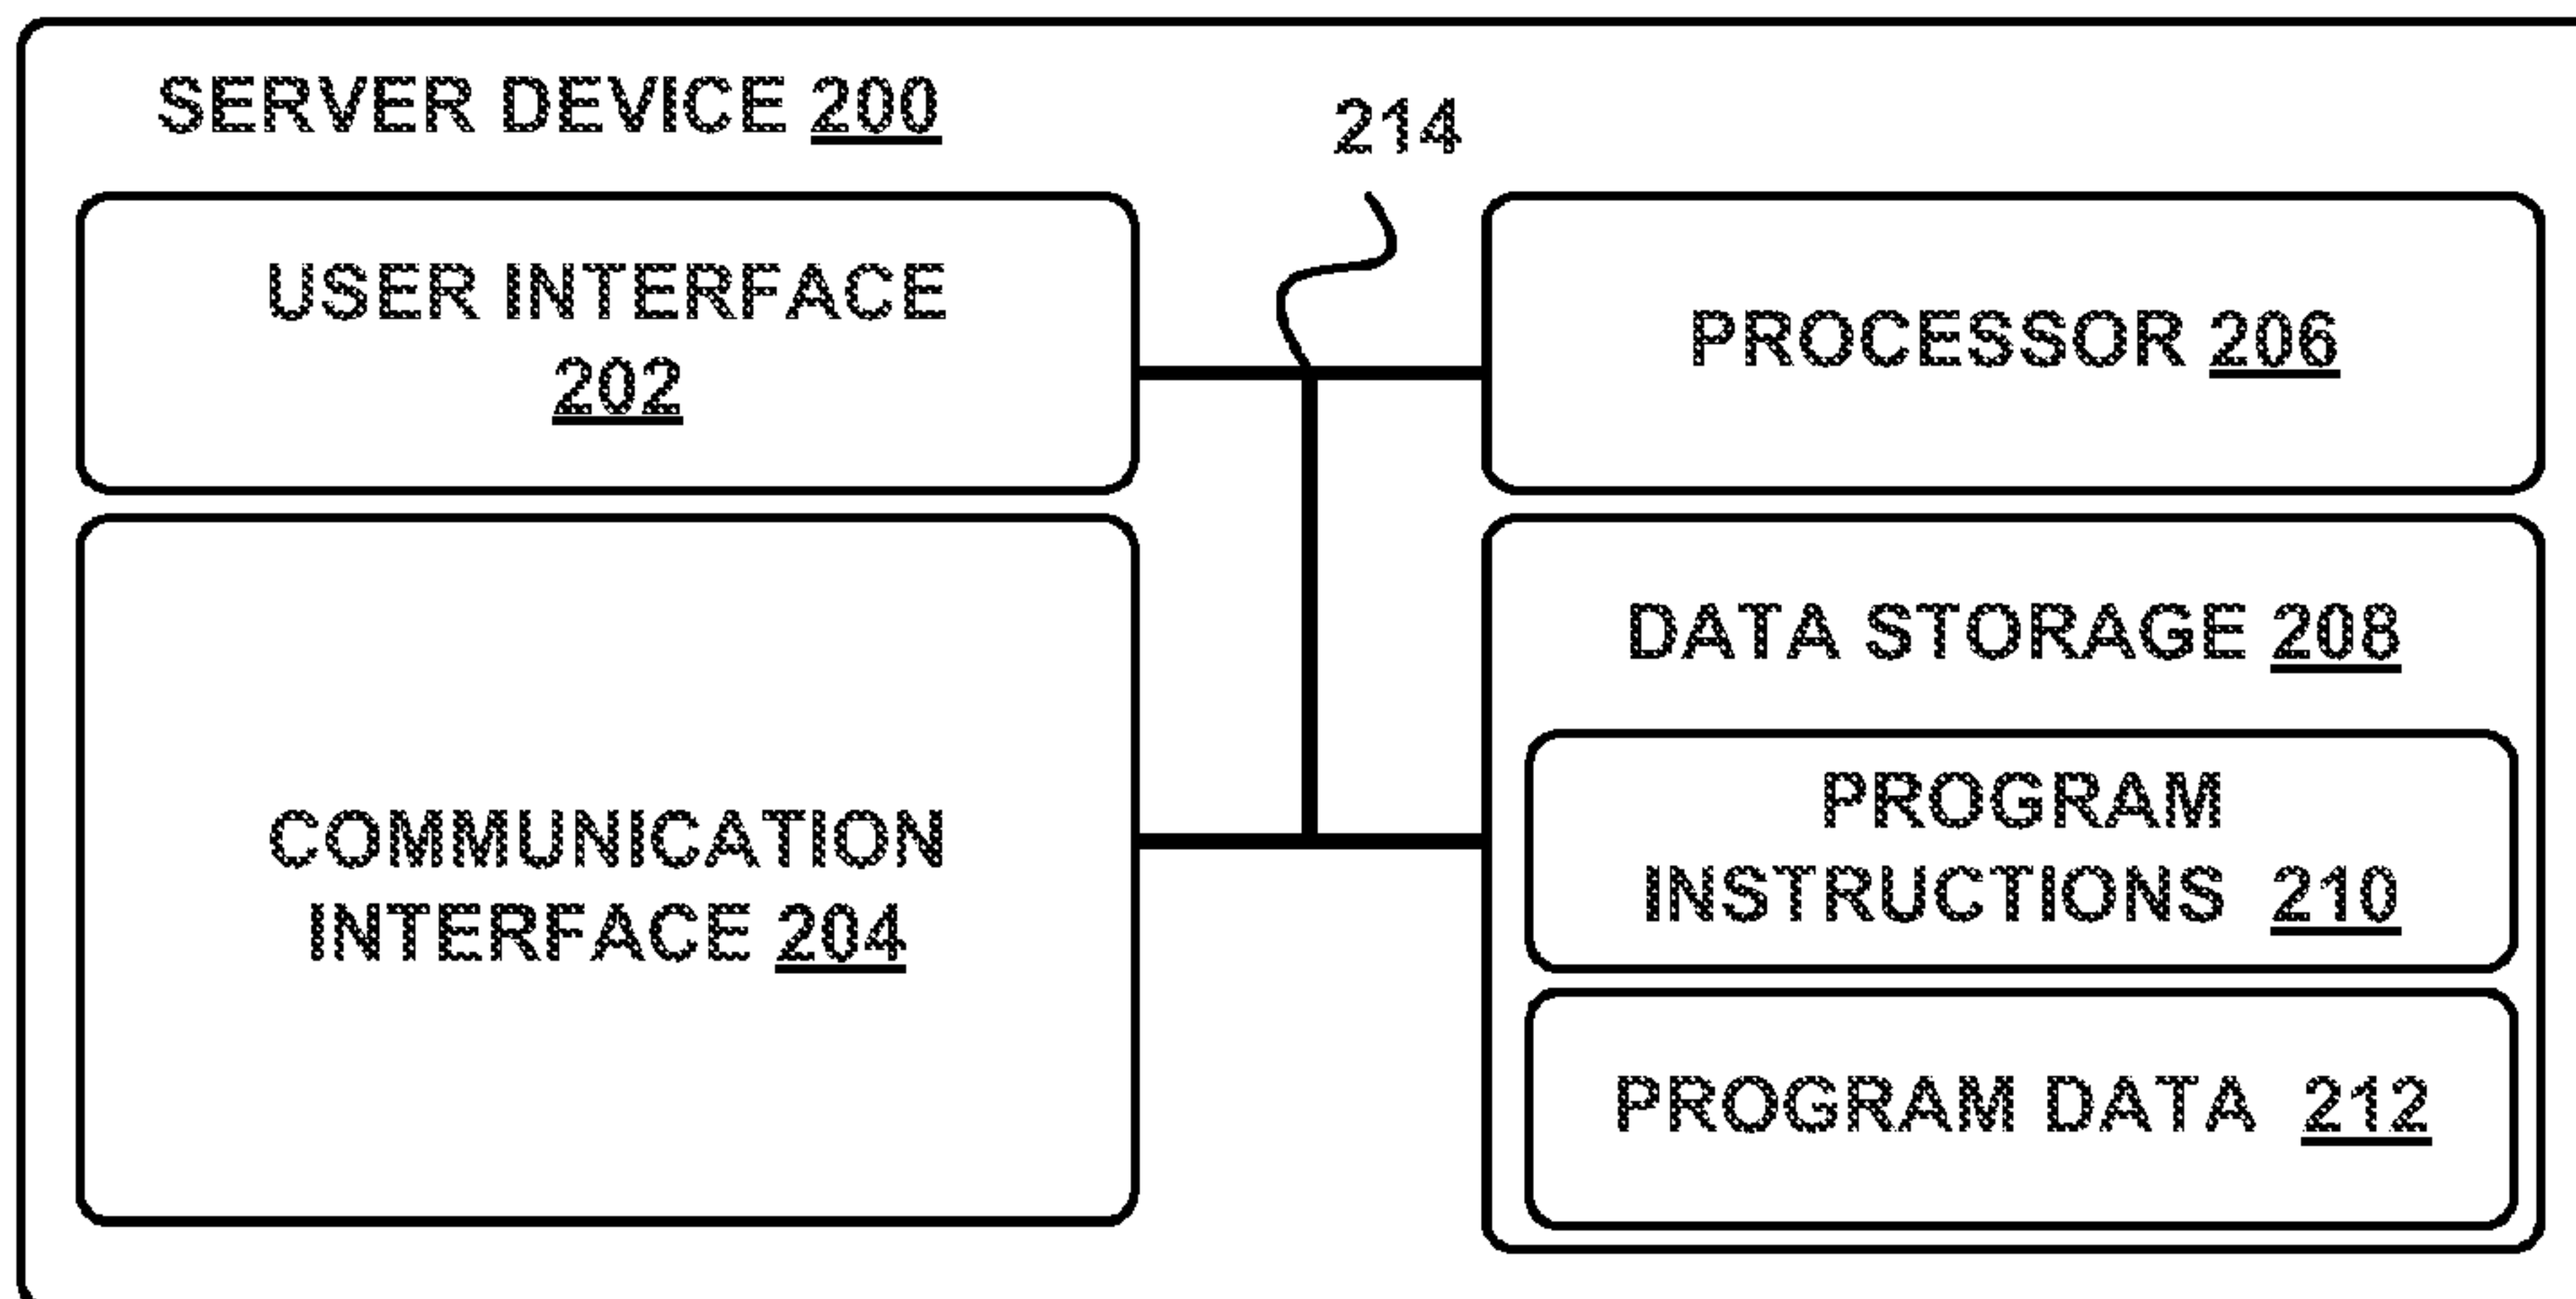 SERVER DEVICE 200
214
USER INTERFACE
202
PROCESSOR 206
COMMUNICATION
INTERFACE 204
DATA STORAGE 208
PROGRAM
INSTRUCTIONS 210
PROGRAM DATA 212